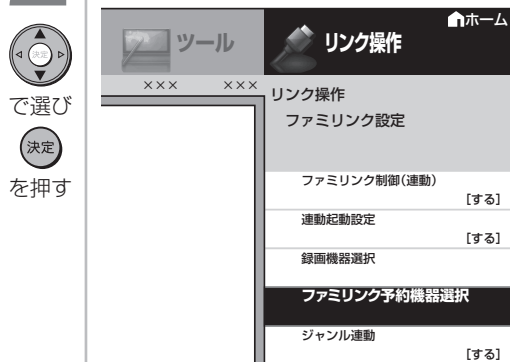 決定
で選び
決定
を押す
ツール
リンク操作
ホーム
××× ×××
リンク操作
ファミリンク設定
ファミリンク制御(連動)
[する]
連動起動設定
[する]
録画機器選択
ファミリンク予約機器選択
ジャンル連動
[する]